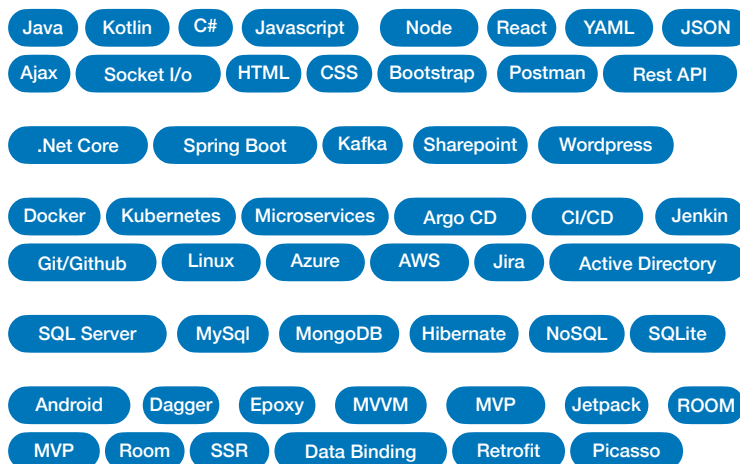 Java Kotlin C# Javascript Node React YAML JSON
Ajax Socket I/o HTML CSS Bootstrap Postman Rest API
.Net Core Spring Boot Kafka Sharepoint Wordpress
Docker Kubernetes Microservices Argo CD CI/CD Jenkin
Git/Github Linux Azure AWS Jira Active Directory
SQL Server MySql MongoDB Hibernate NoSQL SQLite
Android Dagger Epoxy MVVM MVP Jetpack ROOM
MVP Room SSR Data Binding Retrofit Picasso